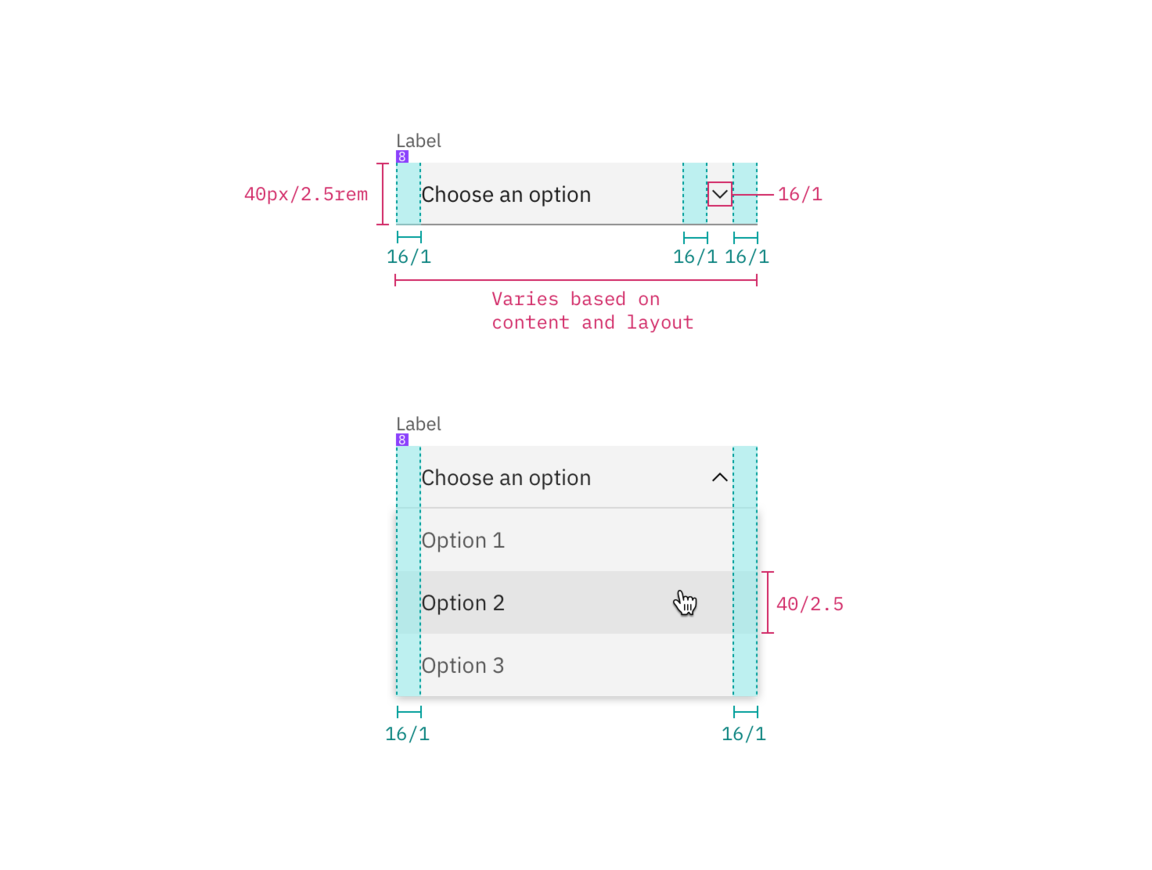 Label
8
40px/2.5rem
Choose an option
16/1
16/1
16/1
16/1
Varies based on
content and layout
Label
8
Choose an option
Option 1
Option 2
40/2.5
Option 3
16/1
16/1